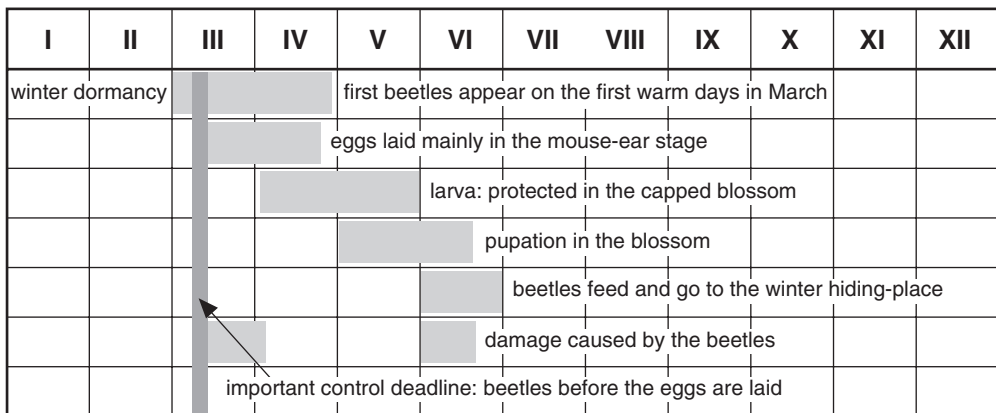 I II III IV V VI VII VIII IX X XI XII
winter dormancy first beetles appear on the first warm days in March
eggs laid mainly in the mouse-ear stage
larva: protected in the capped blossom
pupation in the blossom
beetles feed and go to the winter hiding-place
damage caused by the beetles
important control deadline: beetles before the eggs are laid